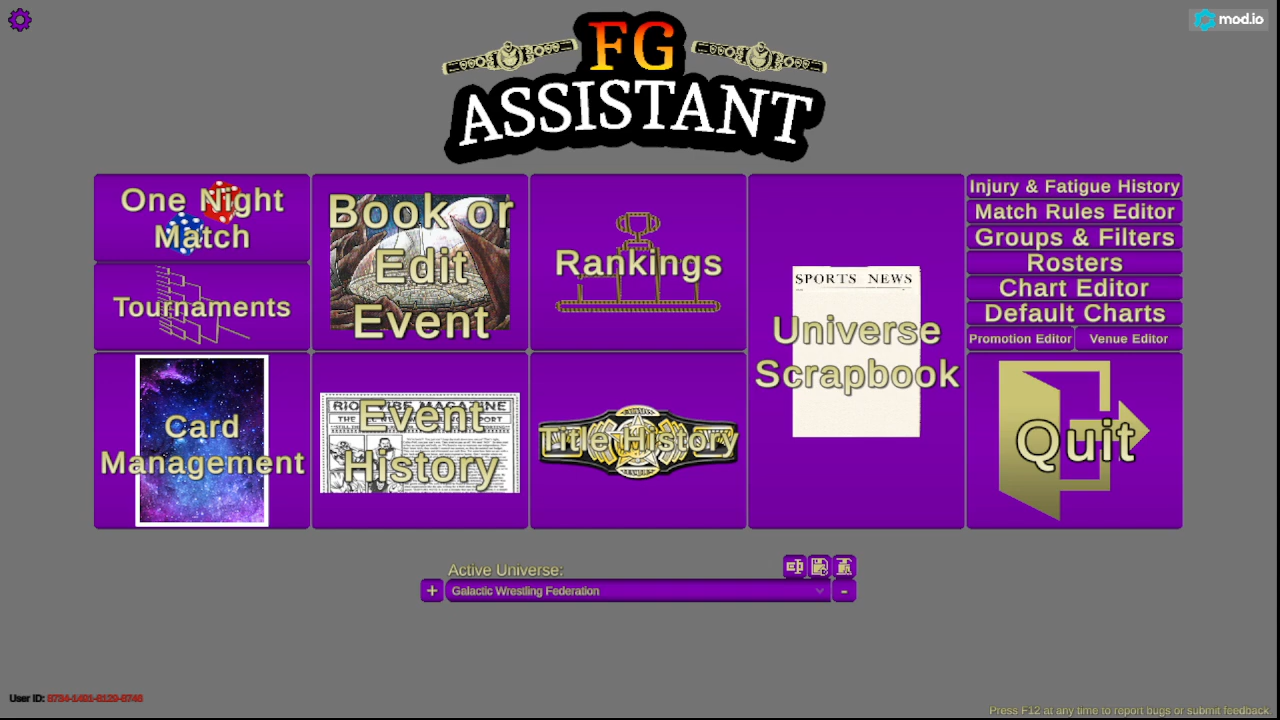 mod.io
FG
ASSISTANT
One Night
Match
Tournaments
Book or
Edit
Event
Rankings
SPORTS NEWS
Universe
Scrapbook
Injury & Fatigue History
Match Rules Editor
Groups & Filters
Rosters
Chart Editor
Default Charts
Promotion Editor
Venue Editor
Card
Management
Event
History
Title History
Quit
Active Universe:
+
Galactic Wrestling Federation
-
User ID:
Press F12 at any time to report bugs or submit feedback.